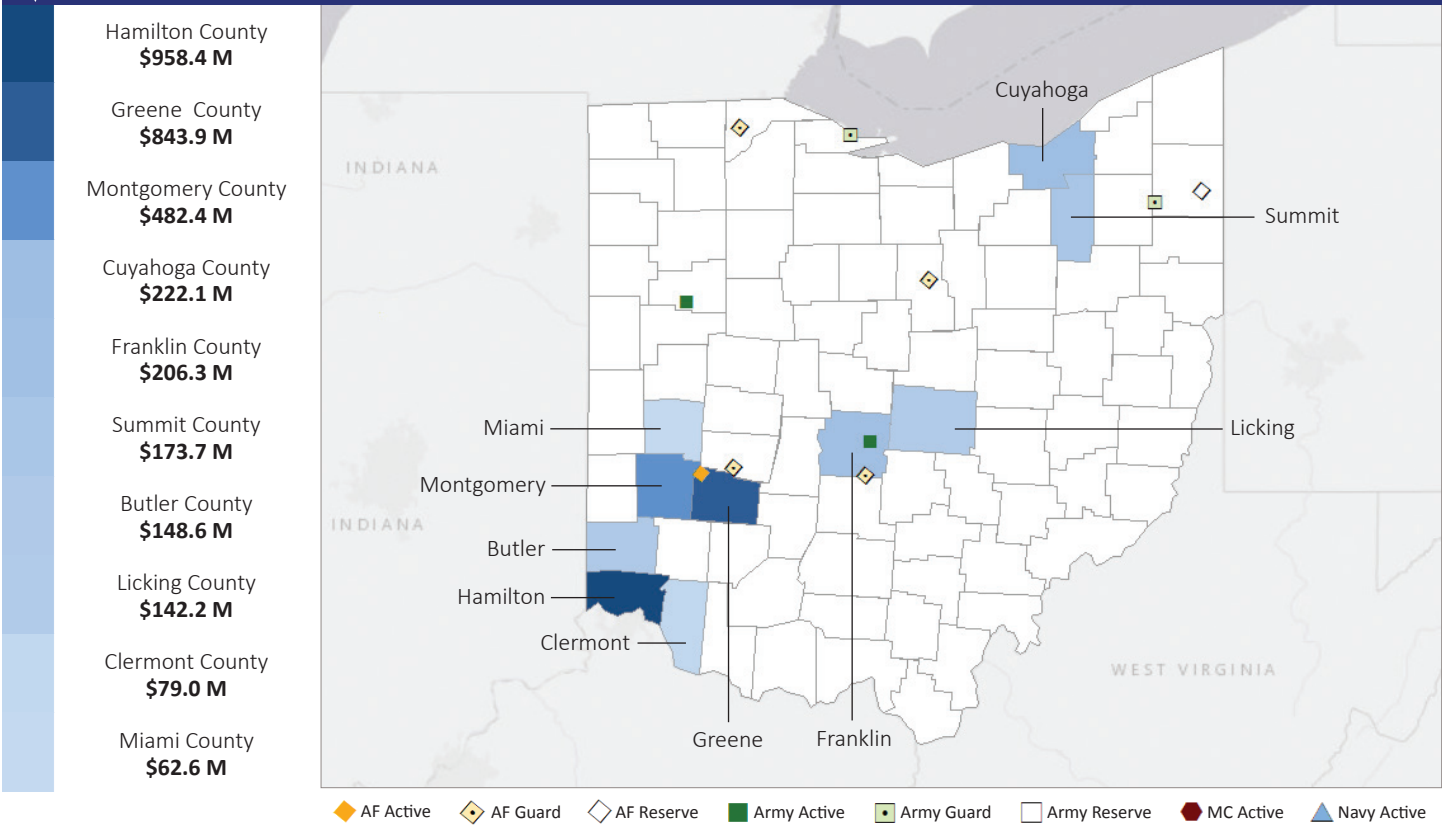 Hamilton County
$958.4 M
Greene County
$843.9 M
Montgomery County
$482.4 M
Cuyahoga County
$222.1 M
Franklin County
$206.3 M
Summit County
$173.7 M
Butler County
$148.6 M
Licking County
$142.2 M
Clermont County
$79.0 M
Miami County
$62.6 M
Cuyahoga
INDIANA
Summit
Miami
Licking
Montgomery
INDIANA
Butler
Hamilton
Clermont
WEST VIRGINIA
Greene
Franklin
AF Active
AF Guard
AF Reserve
Army Active
Army Guard
Army Reserve
MC Active
Navy Active